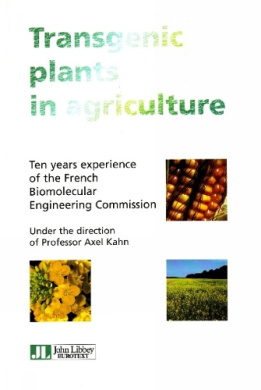 Transgenic
plants
in agriculture
Ten years experience
of the French
Biomolecular
Engineering Commission
Under the direction
of Professor Axel Kahn
JL John Libbey
EUROTEXT